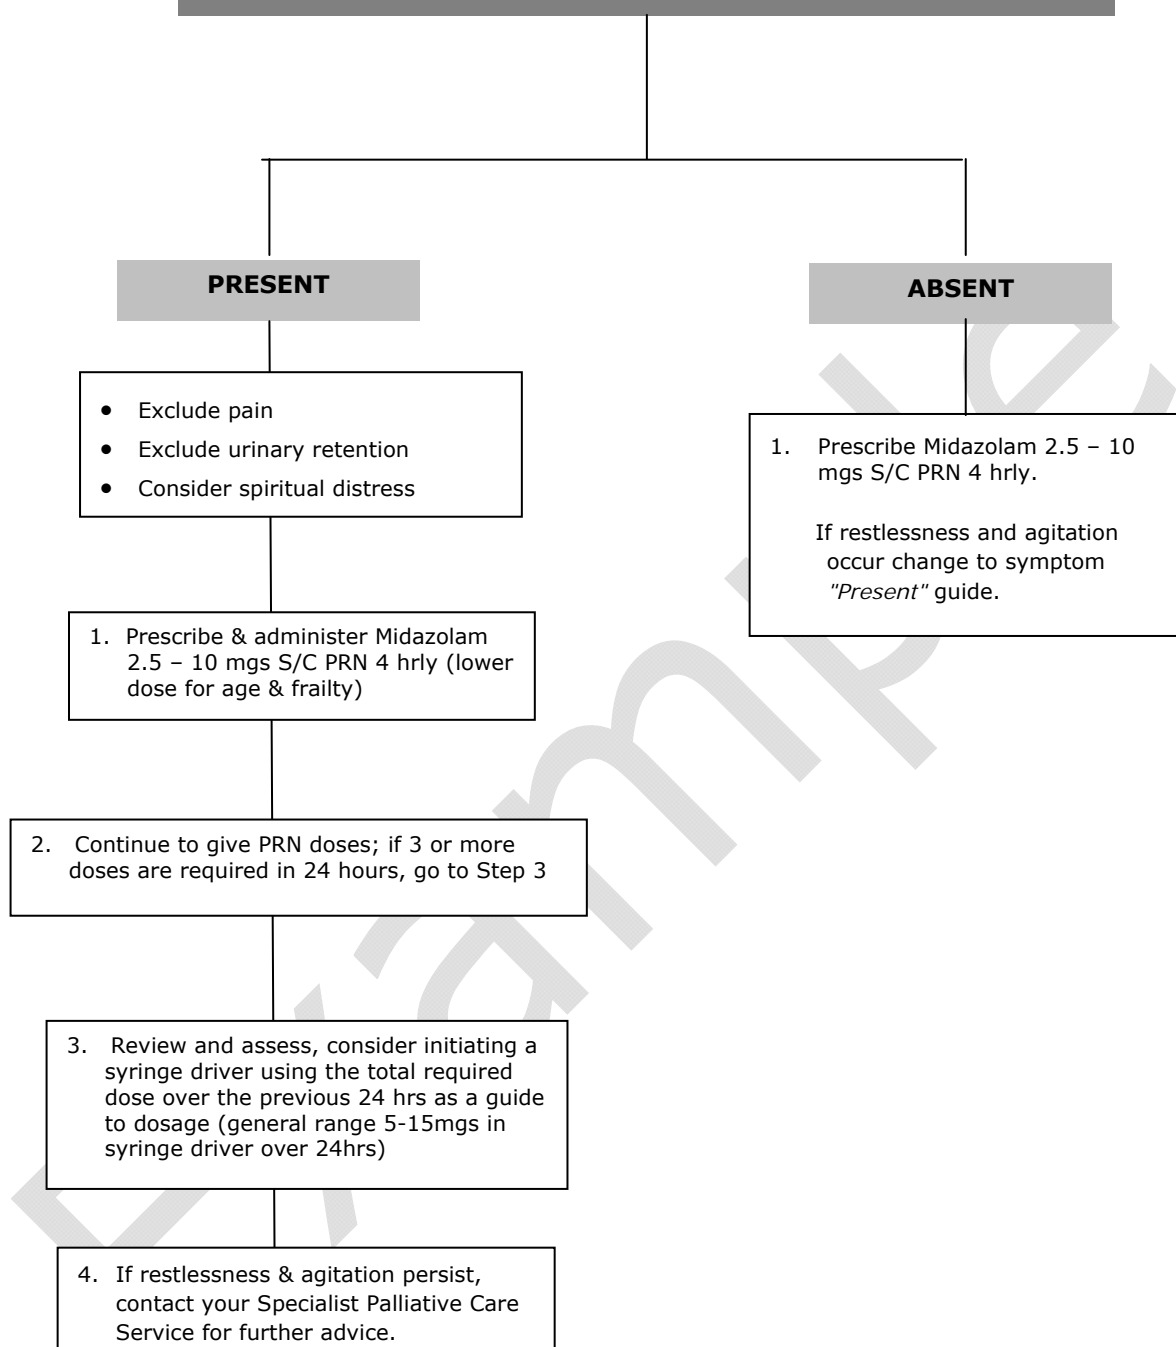 PRESENT
ABSENT
• Exclude pain
• Exclude urinary retention
• Consider spiritual distress
1. Prescribe Midazolam 2.5 – 10
mgs S/C PRN 4 hrly.
If restlessness and agitation
occur change to symptom
"Present" guide.
1. Prescribe & administer Midazolam
2.5 – 10 mgs S/C PRN 4 hrly (lower
dose for age & frailty)
2. Continue to give PRN doses; if 3 or more
doses are required in 24 hours, go to Step 3
3. Review and assess, consider initiating a
syringe driver using the total required
dose over the previous 24 hrs as a guide
to dosage (general range 5-15mgs in
syringe driver over 24hrs)
4. If restlessness & agitation persist,
contact your Specialist Palliative Care
Service for further advice.
Example